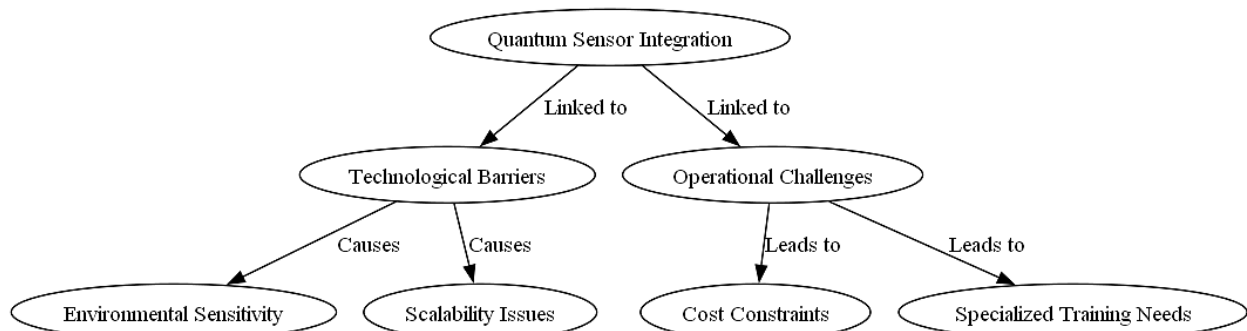 Quantum Sensor Integration
Linked to
Linked to
Technological Barriers
Operational Challenges
Causes
Causes
Leads to
Leads to
Environmental Sensitivity
Scalability Issues
Cost Constraints
Specialized Training Needs